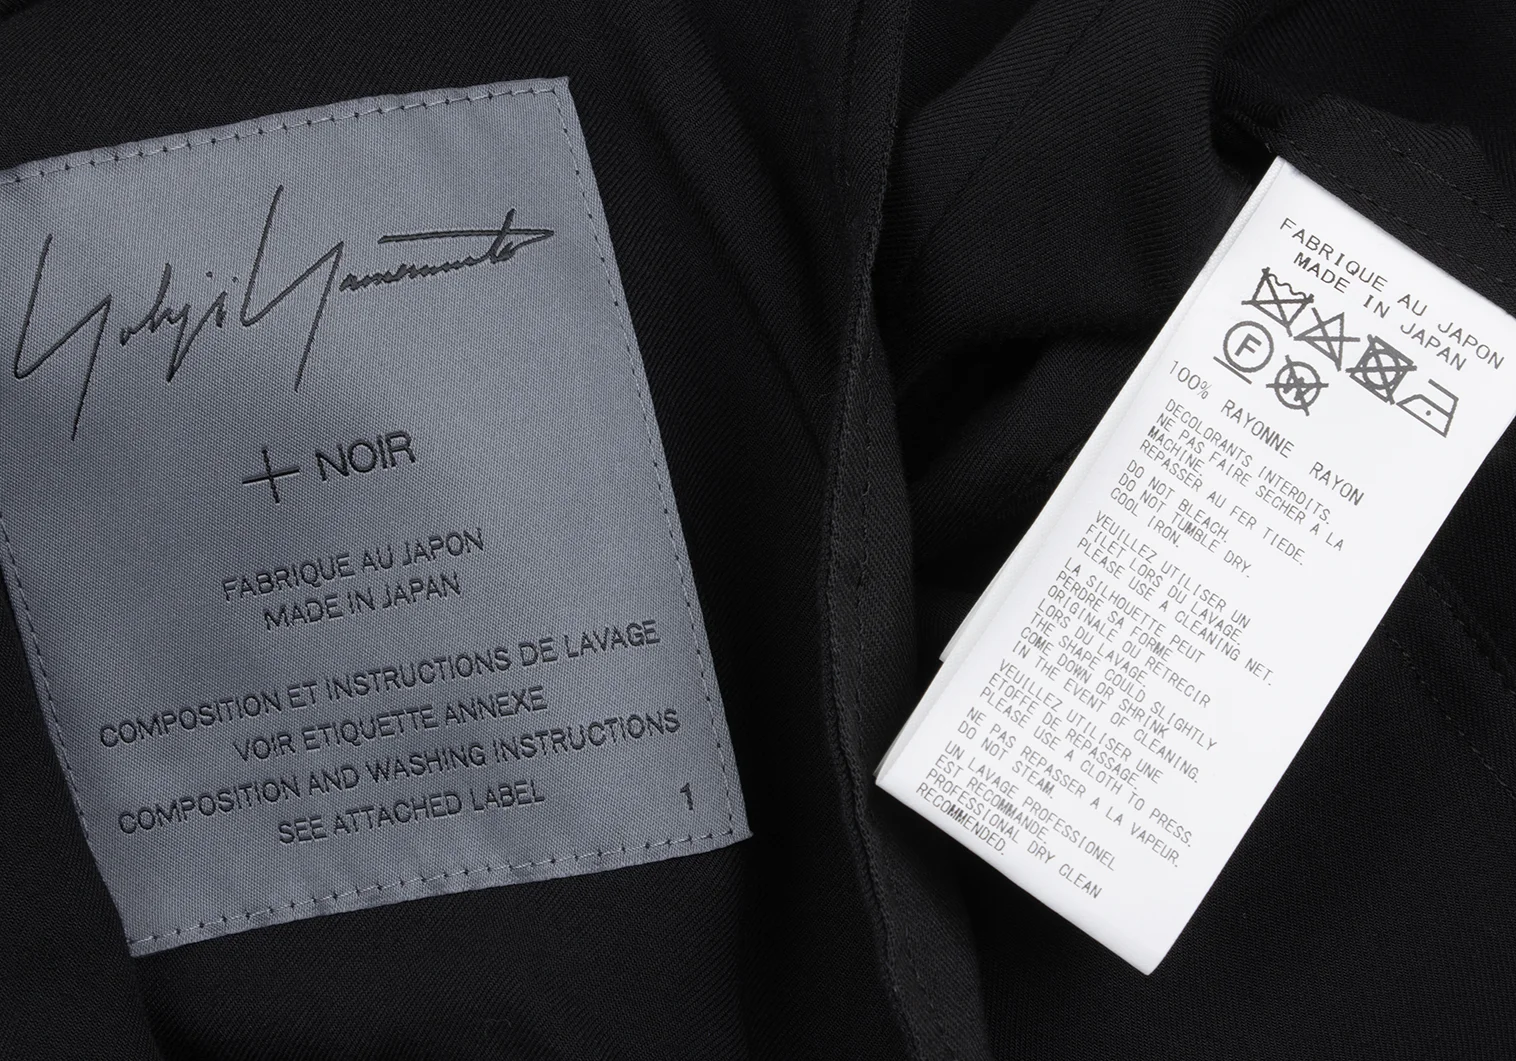 Yohji Yamamoto
+ NOIR
FABRIQUE AU JAPON
MADE IN JAPAN
COMPOSITION ET INSTRUCTIONS DE LAVAGE
VOIR ETIQUETTE ANNEXE
COMPOSITION AND WASHING INSTRUCTIONS
SEE ATTACHED LABEL
1
FABRIQUE AU JAPON
MADE IN JAPAN
F
W
100% RAYONNE RAYON
DECOLORANTS INTERDITS.
NE PAS FAIRE SECHER A LA
MACHINE.
REPASSER AU FER TIEDE.
DO NOT BLEACH.
DO NOT TUMBLE DRY.
COOL IRON.
VEUILLEZ UTILISER UN
FILET LORS DU LAVAGE.
PLEASE USE A CLEANING NET.
LA SILHOUETTE PEUT
PERDRE SA FORME
ORIGINALE OU RETRECIR
LORS DU LAVAGE.
THE SHAPE COULD
COME DOWN OR SHRINK SLIGHTLY
IN THE EVENT OF CLEANING.
VEUILLEZ UTILISER UNE
ETOFFE DE REPASSAGE.
PLEASE USE A CLOTH TO PRESS.
NE PAS REPASSER A LA VAPEUR.
DO NOT STEAM.
UN LAVAGE PROFESSIONEL
EST RECOMMANDE.
PROFESSIONAL DRY CLEAN
RECOMMENDED.